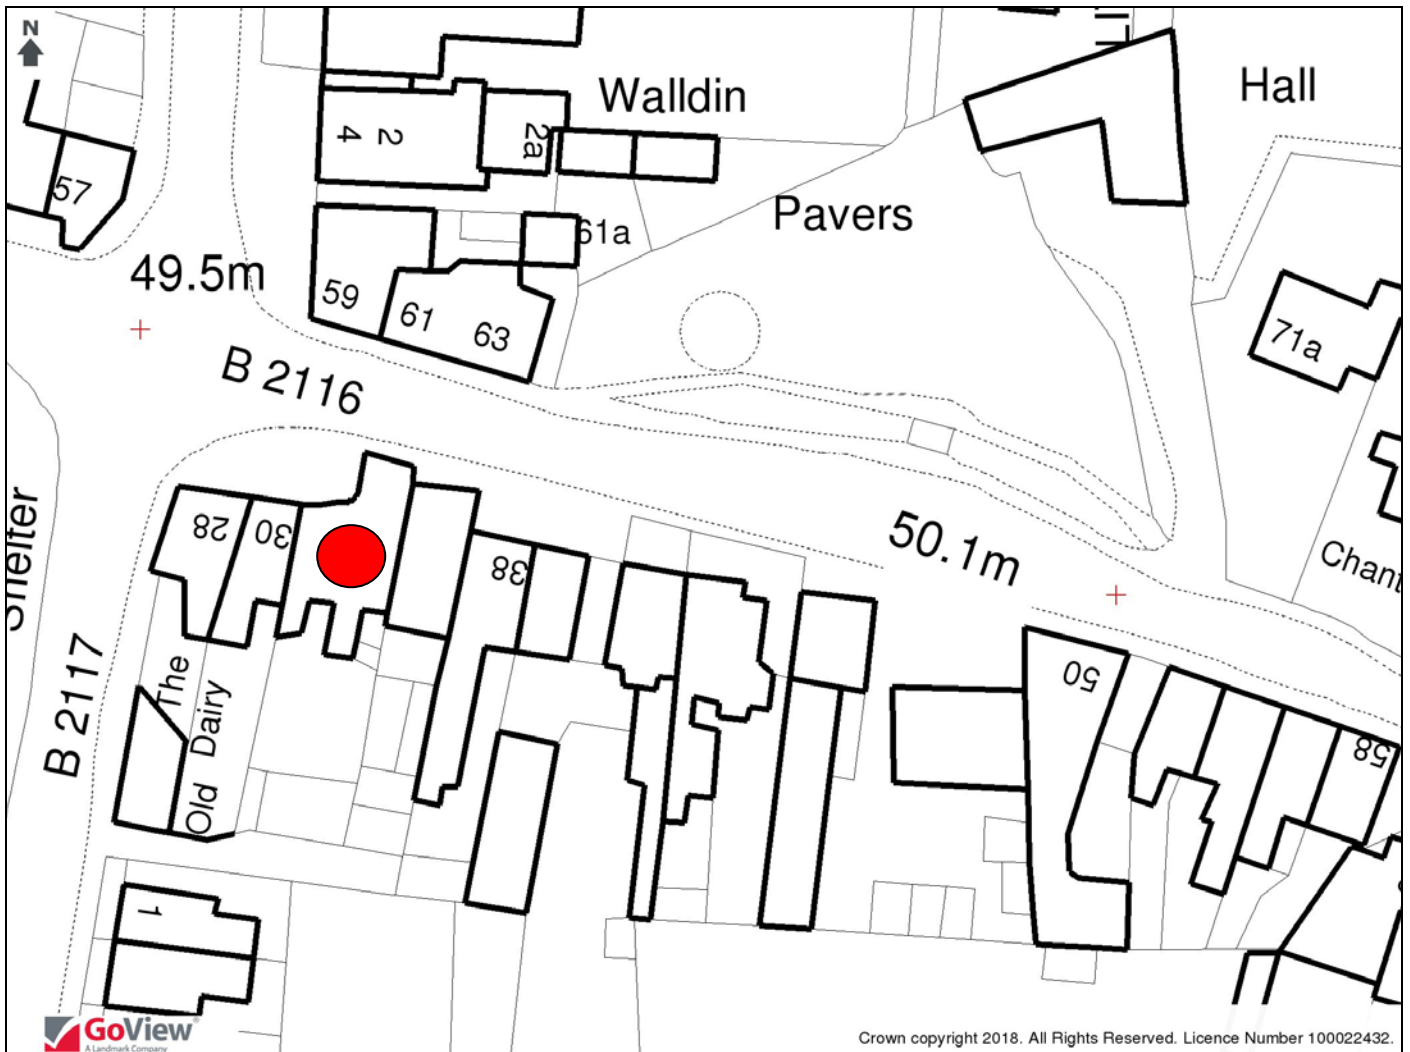 N
Walldin
Hall
4 2
2a
57
Pavers
61a
49.5m
59
61
63
71a
B 2116
50.1m
28
30
38
Shelter
Chant
50
B 2117
The
Old Dairy
58
1
GoView
A Landmark Company
Crown copyright 2018. All Rights Reserved. Licence Number 100022432.